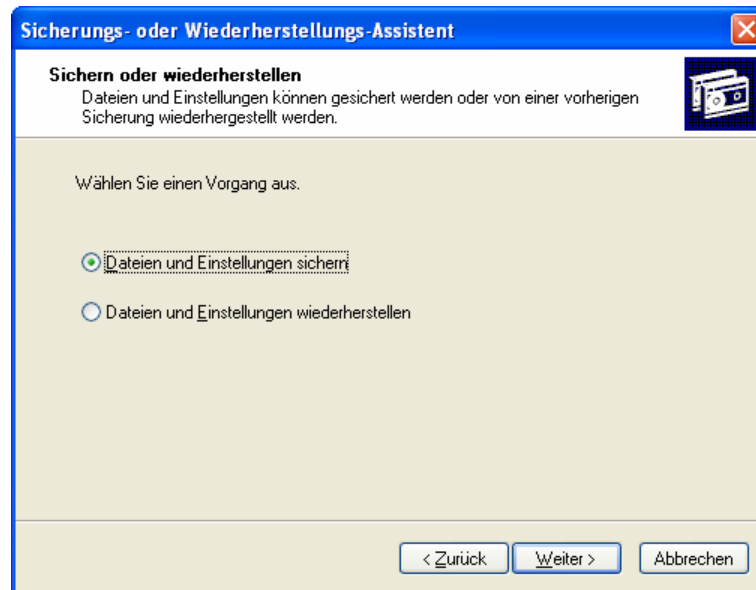 Sicherungs- oder Wiederherstellungs-Assistent
Sichern oder wiederherstellen
Dateien und Einstellungen können gesichert werden oder von einer vorherigen
Sicherung wiederhergestellt werden.
Wählen Sie einen Vorgang aus.
Dateien und Einstellungen sichern
Dateien und Einstellungen wiederherstellen
< Zurück Weiter > Abbrechen